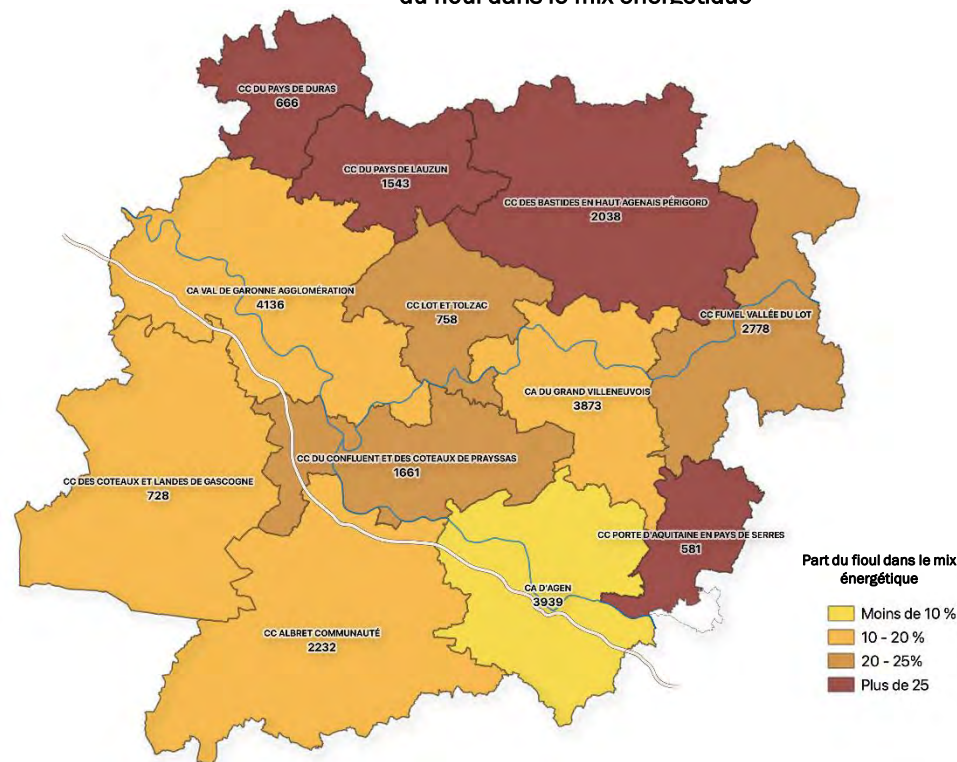 du fioul dans le mix énergétique
CC DU PAYS DE DURAS
666
CC DU PAYS DE LAUZUN
1543
CC DES BASTIDES EN HAUT AGENAIS PÉRIGORD
2038
CA VAL DE GARONNE AGGLOMÉRATION
4136
CC LOT ET TOLZAC
758
CC FUMEL VALLÉE DU LOT
2778
CA DU GRAND VILLENEUVOIS
3873
CC DU CONFLUENT ET DES COTEAUX DE PRAYSSAS
1661
CC DES COTEAUX ET LANDES DE GASCOGNE
728
CC PORTE D'AQUITAINE EN PAYS DE SERRES
581
CA D'AGEN
3939
CC ALBRET COMMUNAUTÉ
2232
Part du fioul dans le mix
énergétique
Moins de 10 %
10 - 20 %
20 - 25%
Plus de 25